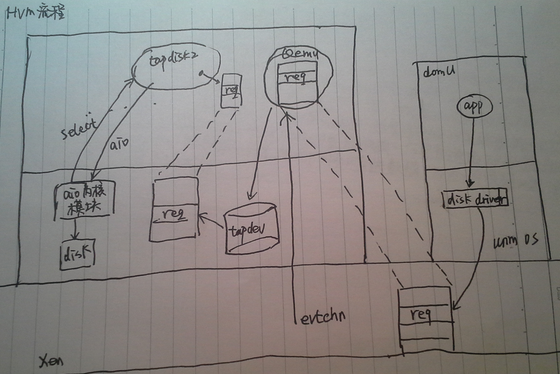 Hvm 流程
tapdisk2
req
Qemu
req
domU
app
select
aio
aio内核
模块
req
tapdev
disk driver
disk
unm OS
evtchn
req
Xen